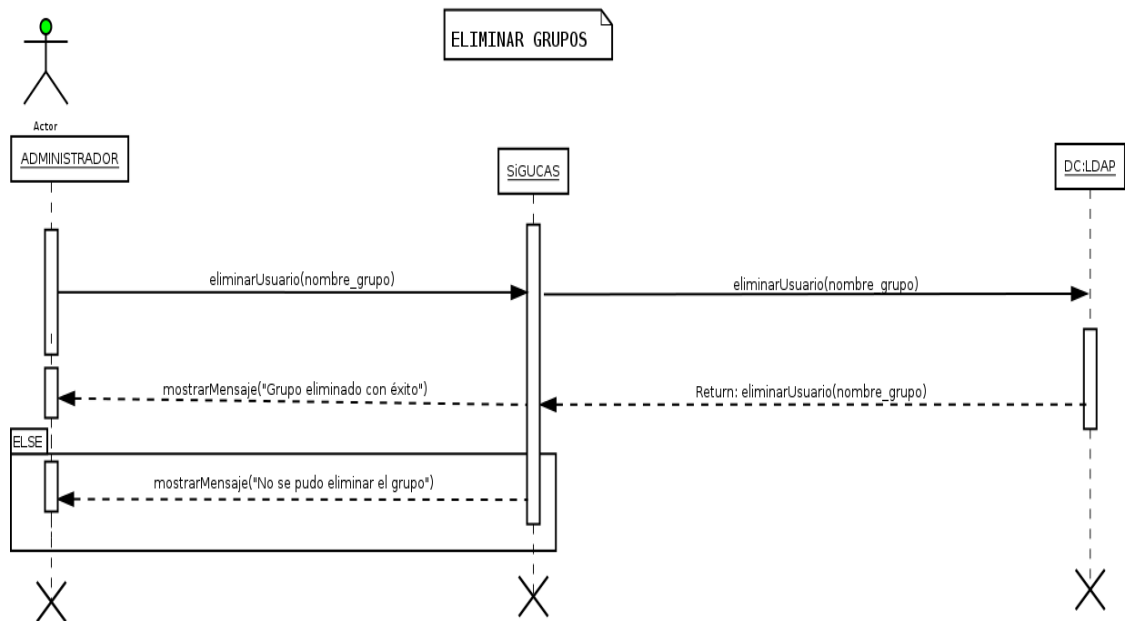 ELIMINAR GRUPOS
Actor
ADMINISTRADOR
SiGUCAS
DC:LDAP
eliminarUsuario(nombre_grupo)
eliminarUsuario(nombre_grupo)
mostrarMensaje("Grupo eliminado con éxito")
Return: eliminarUsuario(nombre_grupo)
ELSE
mostrarMensaje("No se pudo eliminar el grupo")